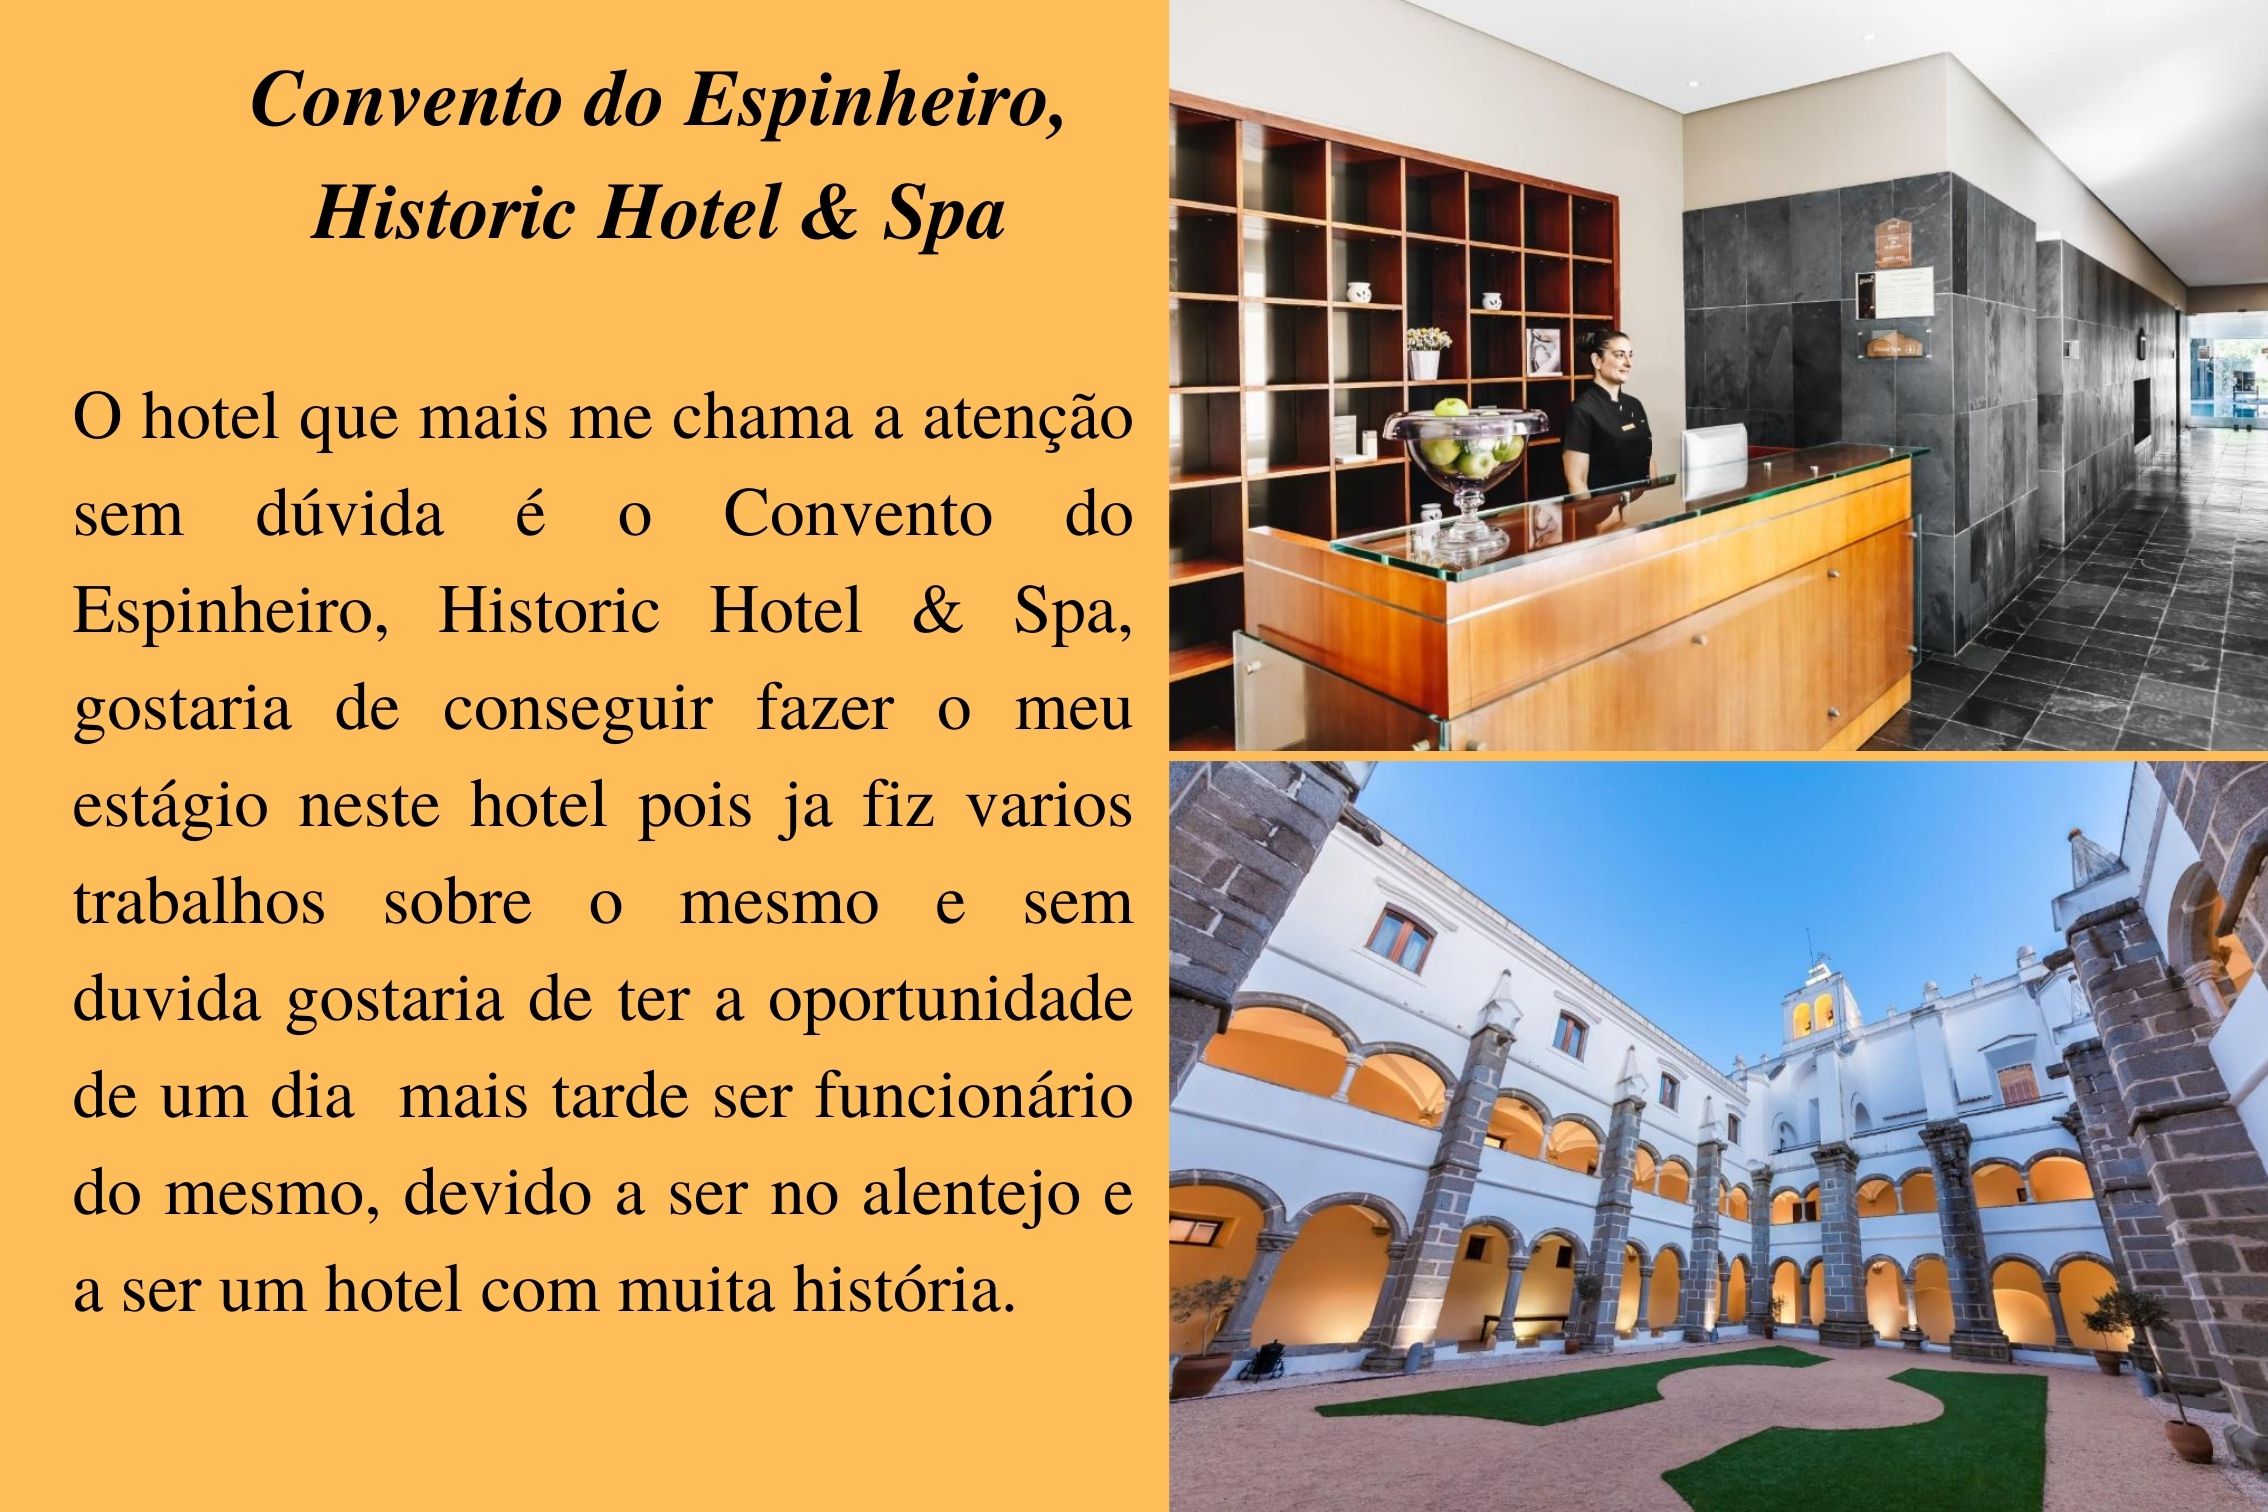 Convento do Espinheiro,
Historic Hotel & Spa
O hotel que mais me chama a atenção
sem dúvida é o Convento do
Espinheiro, Historic Hotel & Spa,
gostaria de conseguir fazer o meu
estágio neste hotel pois ja fiz varios
trabalhos sobre o mesmo e sem
duvida gostaria de ter a oportunidade
de um dia  mais tarde ser funcionário
do mesmo, devido a ser no alentejo e
a ser um hotel com muita história.